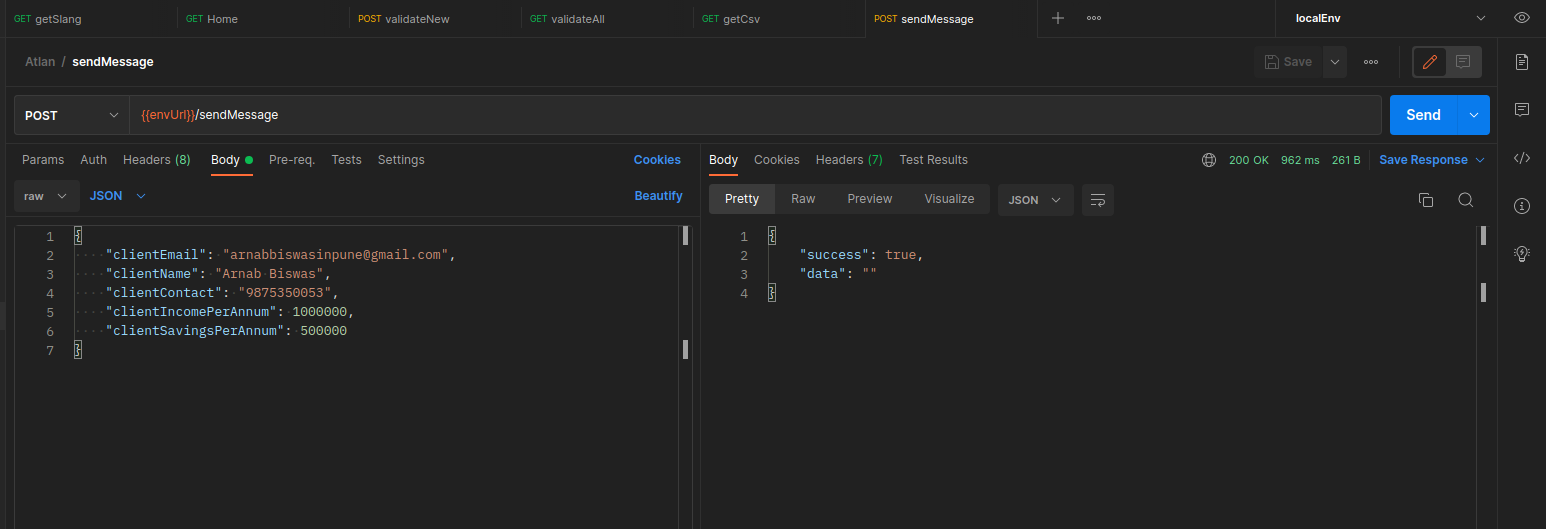 GET getSlang GET Home POST validateNew GET validateAll GET getCsv POST sendMessage localEnv
Atlan / sendMessage Save
POST {{envUrl}}/sendMessage Send
Params Auth Headers (8) Body Pre-req. Tests Settings Cookies
raw JSON Beautify
1 {
2 "clientEmail": "arnabbiswasinpune@gmail.com",
3 "clientName": "Arnab Biswas",
4 "clientContact": "9875350053",
5 "clientIncomePerAnnum": 1000000,
6 "clientSavingsPerAnnum": 500000
7 }
Body Cookies Headers (7) Test Results 200 OK 962 ms 261 B Save Response
Pretty Raw Preview Visualize JSON
1 {
2 "success": true,
3 "data": ""
4 }